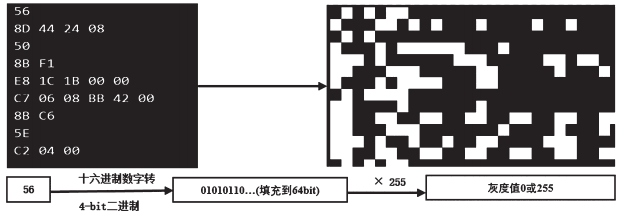 56
8D 44 24 08
50
8B F1
E8 1C 1B 00 00
C7 06 08 BB 42 00
8B C6
5E
C2 04 00
56
十六进制数字转
4-bit二进制
01010110...(填充到64bit)
× 255
灰度值0或255